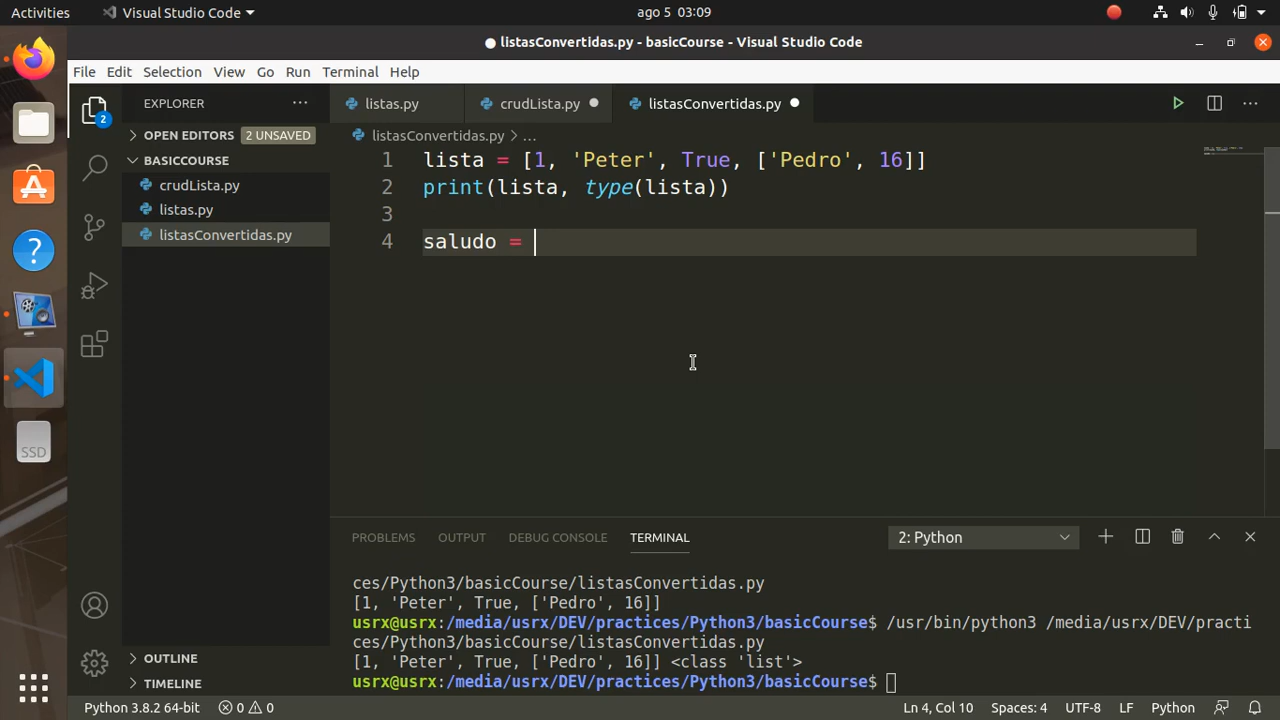 Activities
Visual Studio Code
ago 5 03:09
● listasConvertidas.py - basicCourse - Visual Studio Code
File Edit Selection View Go Run Terminal Help
2
EXPLORER
listas.py
crudLista.py
listasConvertidas.py
OPEN EDITORS 2 UNSAVED
BASICCOURSE
crudLista.py
listas.py
listasConvertidas.py
listasConvertidas.py > ...
1 lista = [1, 'Peter', True, ['Pedro', 16]]
2 print(lista, type(lista))
3
4 saludo =
PROBLEMS OUTPUT DEBUG CONSOLE TERMINAL
2: Python
ces/Python3/basicCourse/listasConvertidas.py
[1, 'Peter', True, ['Pedro', 16]]
usrx@usrx:/media/usrx/DEV/practices/Python3/basicCourse$ /usr/bin/python3 /media/usrx/DEV/practi
ces/Python3/basicCourse/listasConvertidas.py
[1, 'Peter', True, ['Pedro', 16]] <class 'list'>
usrx@usrx:/media/usrx/DEV/practices/Python3/basicCourse$
SSD
OUTLINE
TIMELINE
Python 3.8.2 64-bit
0 0
Ln 4, Col 10 Spaces: 4 UTF-8 LF Python